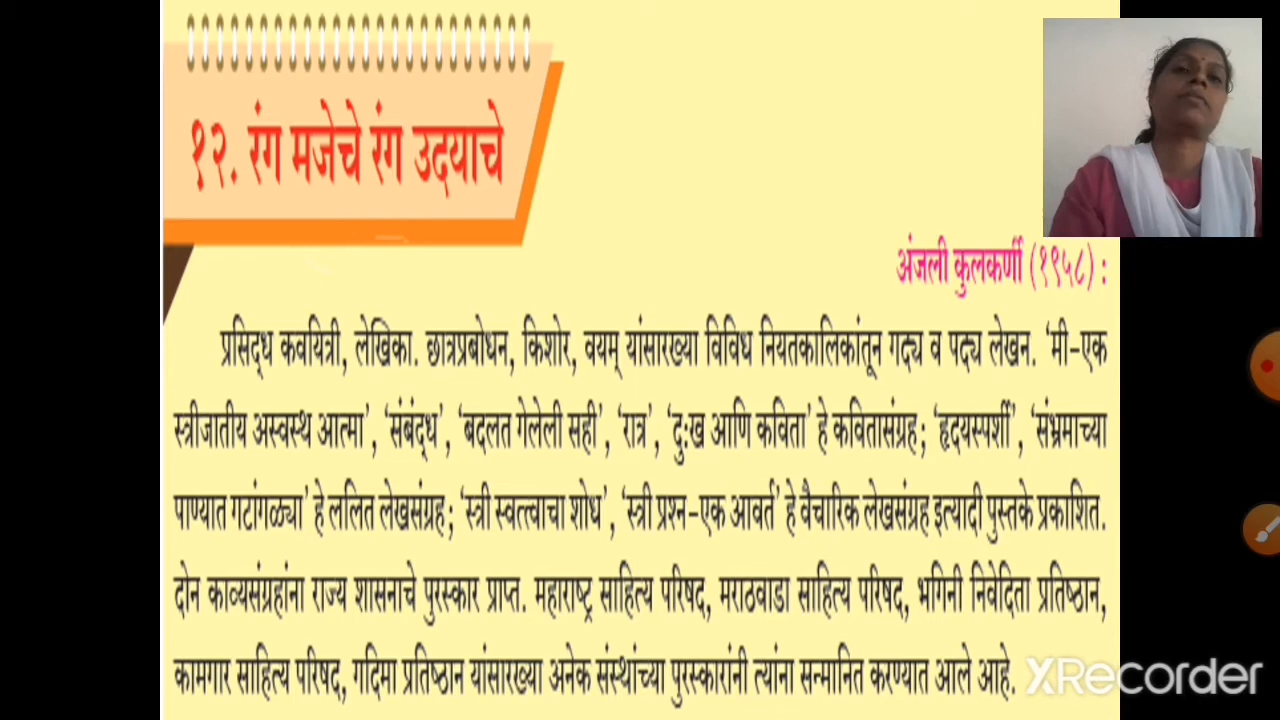 १२. रंग मजेचे रंग उदयाचे
अंजली कुलकर्णी (१९५८) :
प्रसिद्ध कवयित्री, लेखिका. छात्रप्रबोधन, किशोर, वयम् यांसारख्या विविध नियतकालिकांतून गद्य व पद्य लेखन. ‘मी-एक
स्त्रीजातीय अस्वस्थ आत्मा’, ‘संबंद्ध’, ‘बदलत गेलेली सही’, ‘रात्र’, ‘दुःख आणि कविता’ हे कवितासंग्रह; ‘हृदयस्पर्शी’, ‘संभ्रमाच्या
पाण्यात गटांगळ्या’ हे ललित लेखसंग्रह; ‘स्त्री स्वत्त्वाचा शोध’, ‘स्त्री प्रश्न-एक आवर्त’ हे वैचारिक लेखसंग्रह इत्यादी पुस्तके प्रकाशित.
दोन काव्यसंग्रहांना राज्य शासनाचे पुरस्कार प्राप्त. महाराष्ट्र साहित्य परिषद, मराठवाडा साहित्य परिषद, भगिनी निवेदिता प्रतिष्ठान,
कामगार साहित्य परिषद, गदिमा प्रतिष्ठान यांसारख्या अनेक संस्थांच्या पुरस्कारांनी त्यांना सन्मानित करण्यात आले आहे.
XRecorder